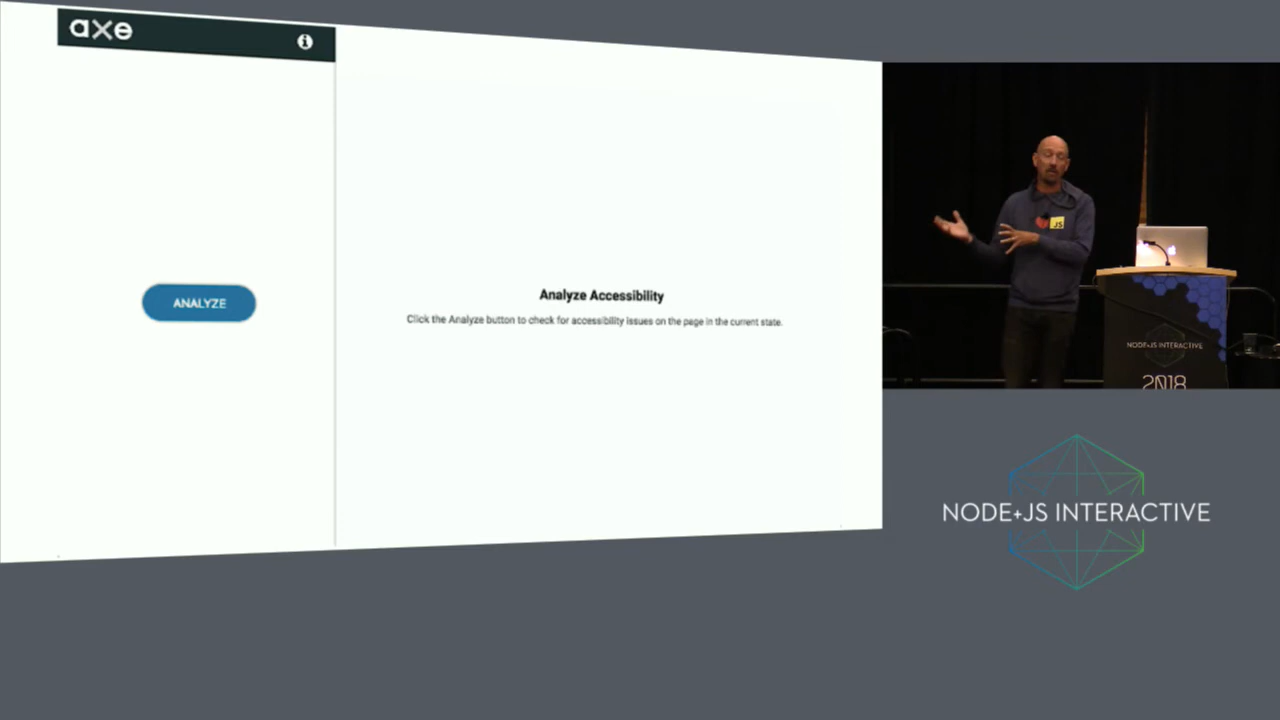 axe
ANALYZE
Analyze Accessibility
Click the Analyze button to check for accessibility issues on the page in the current state.
JS
NODE+JS INTERACTIVE
2018
NODE+JS INTERACTIVE